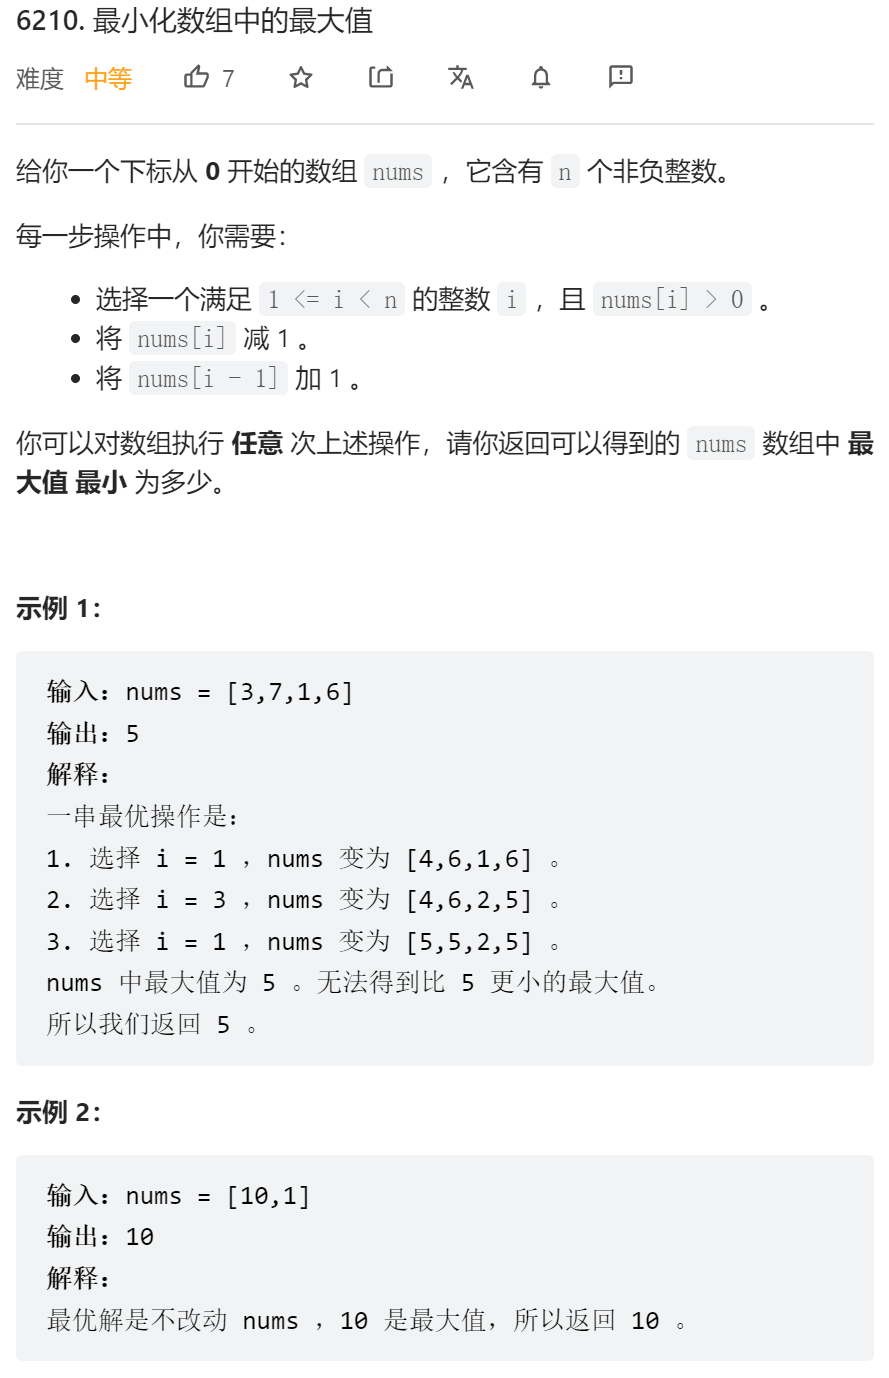 6210. 最小化数组中的最大值
难度 中等 7
给你一个下标从 0 开始的数组 nums ，它含有 n 个非负整数。
每一步操作中，你需要：
• 选择一个满足 1 <= i < n 的整数 i ，且 nums[i] > 0 。
• 将 nums[i] 减 1 。
• 将 nums[i - 1] 加 1 。
你可以对数组执行 任意 次上述操作，请你返回可以得到的 nums 数组中 最
大值 最小 为多少。
示例 1：
输入：nums = [3,7,1,6]
输出：5
解释：
一串最优操作是：
1. 选择 i = 1 ，nums 变为 [4,6,1,6] 。
2. 选择 i = 3 ，nums 变为 [4,6,2,5] 。
3. 选择 i = 1 ，nums 变为 [5,5,2,5] 。
nums 中最大值为 5 。无法得到比 5 更小的最大值。
所以我们返回 5 。
示例 2：
输入：nums = [10,1]
输出：10
解释：
最优解是不改动 nums ，10 是最大值，所以返回 10 。